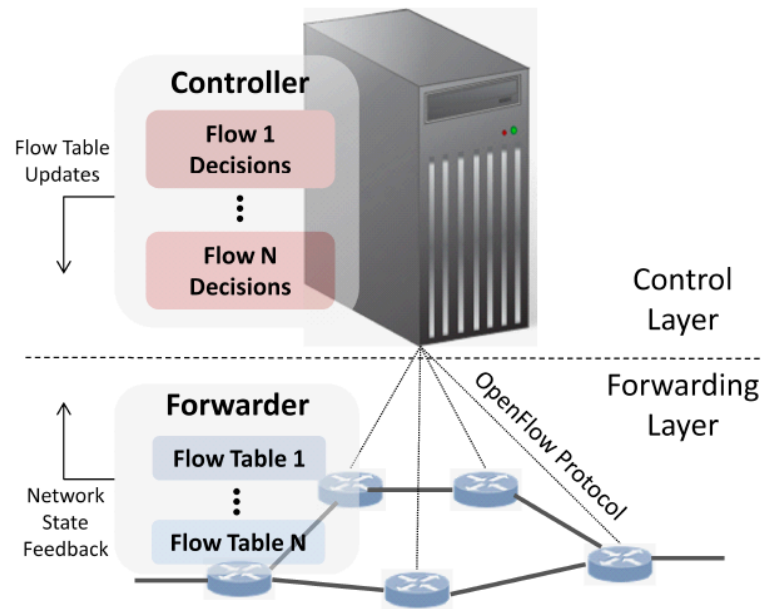 Controller
Flow 1
Decisions
Flow Table
Updates
Flow N
Decisions
Control
Layer
Forwarding
Layer
OpenFlow Protocol
Forwarder
Flow Table 1
Network
State
Feedback
Flow Table N